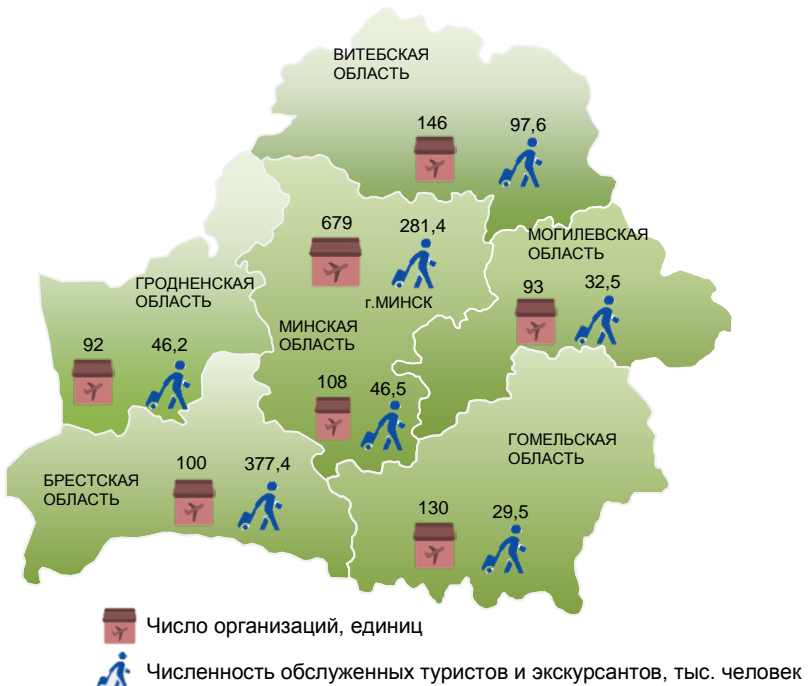 ВИТЕБСКАЯ
ОБЛАСТЬ
146
97,6
679
281,4
г.МИНСК
МОГИЛЕВСКАЯ
ОБЛАСТЬ
93
32,5
ГРОДНЕНСКАЯ
ОБЛАСТЬ
92
46,2
МИНСКАЯ
ОБЛАСТЬ
108
46,5
ГОМЕЛЬСКАЯ
ОБЛАСТЬ
130
29,5
БРЕСТСКАЯ
ОБЛАСТЬ
100
377,4
Число организаций, единиц
Численность обслуженных туристов и экскурсантов, тыс. человек